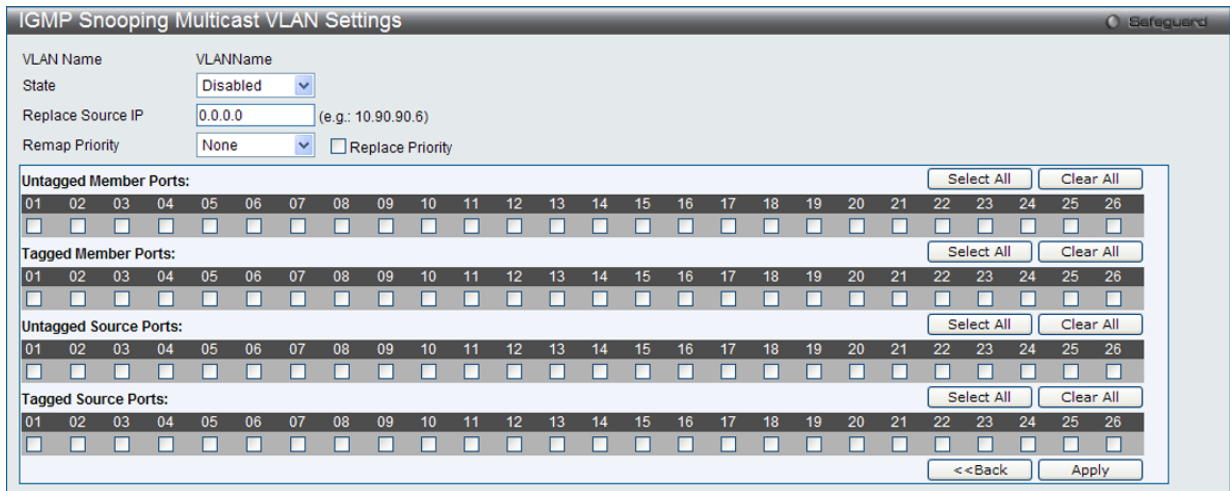 IGMP Snooping Multicast VLAN Settings Safeguard
VLAN Name VLANName
State Disabled
Replace Source IP 0.0.0.0 (e.g.: 10.90.90.6)
Remap Priority None Replace Priority
Untagged Member Ports: Select All Clear All
01 02 03 04 05 06 07 08 09 10 11 12 13 14 15 16 17 18 19 20 21 22 23 24 25 26
Tagged Member Ports: Select All Clear All
01 02 03 04 05 06 07 08 09 10 11 12 13 14 15 16 17 18 19 20 21 22 23 24 25 26
Untagged Source Ports: Select All Clear All
01 02 03 04 05 06 07 08 09 10 11 12 13 14 15 16 17 18 19 20 21 22 23 24 25 26
Tagged Source Ports: Select All Clear All
01 02 03 04 05 06 07 08 09 10 11 12 13 14 15 16 17 18 19 20 21 22 23 24 25 26
<<Back Apply